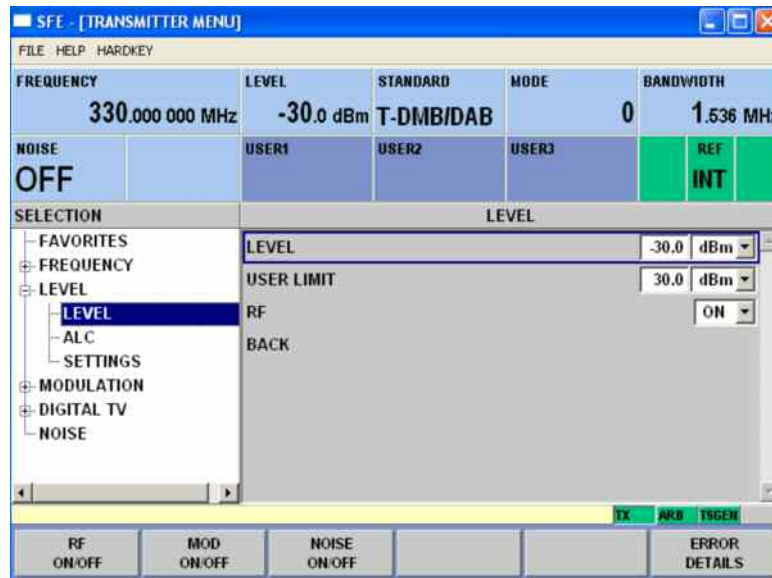 SFE - [TRANSMITTER MENU]
FILE HELP HARDKEY
FREQUENCY LEVEL STANDARD MODE BANDWIDTH
330.000 000 MHz -30.0 dBm T-DMB/DAB 0 1.536
NOISE USER1 USER2 USER3 REF
OFF INT
SELECTION LEVEL
FAVORITES
FREQUENCY
LEVEL
LEVEL
ALC
SETTINGS
MODULATION
DIGITAL TV
NOISE
LEVEL -30.0 dBm
USER LIMIT 30.0 dBm
RF ON
BACK
TX ARB TSGEN
RF ON/OFF
MOD ON/OFF
NOISE ON/OFF
ERROR DETAILS